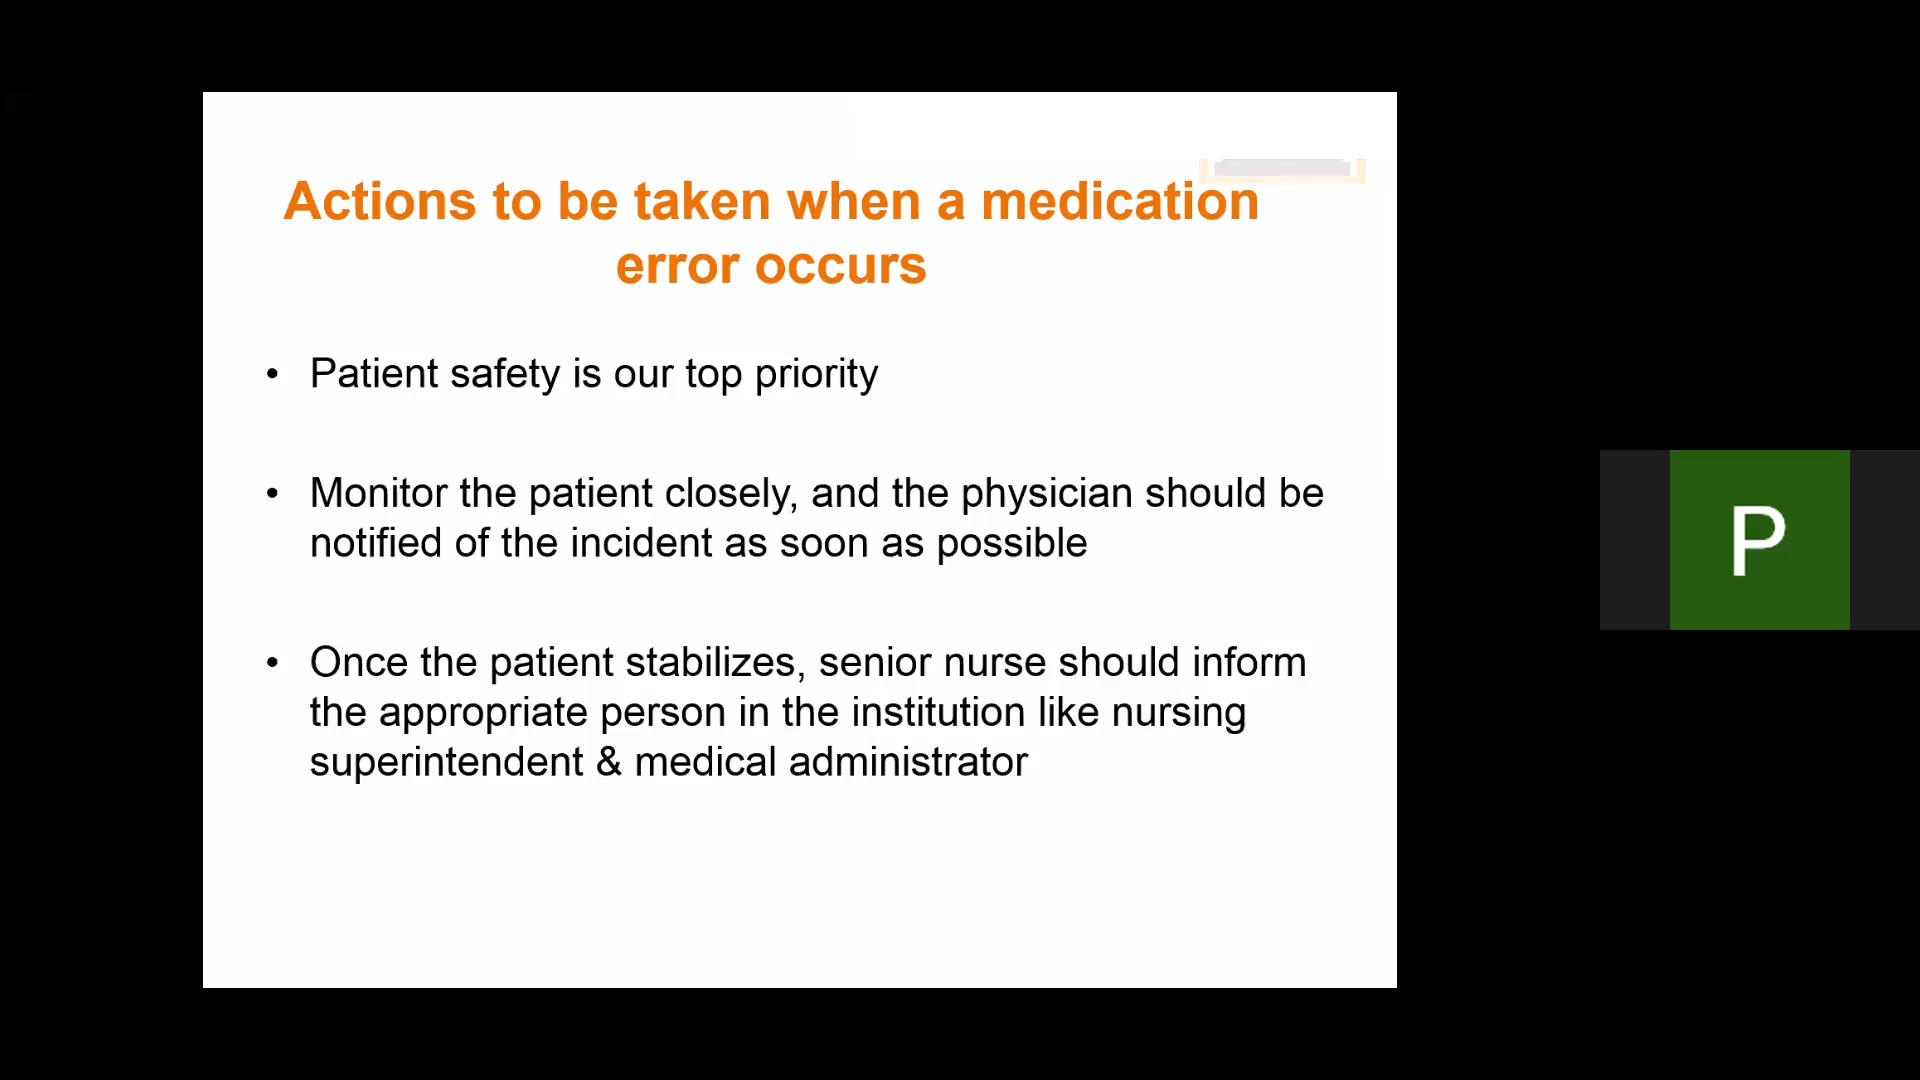 Actions to be taken when a medication
error occurs
• Patient safety is our top priority
• Monitor the patient closely, and the physician should be
notified of the incident as soon as possible
• Once the patient stabilizes, senior nurse should inform
the appropriate person in the institution like nursing
superintendent & medical administrator
P